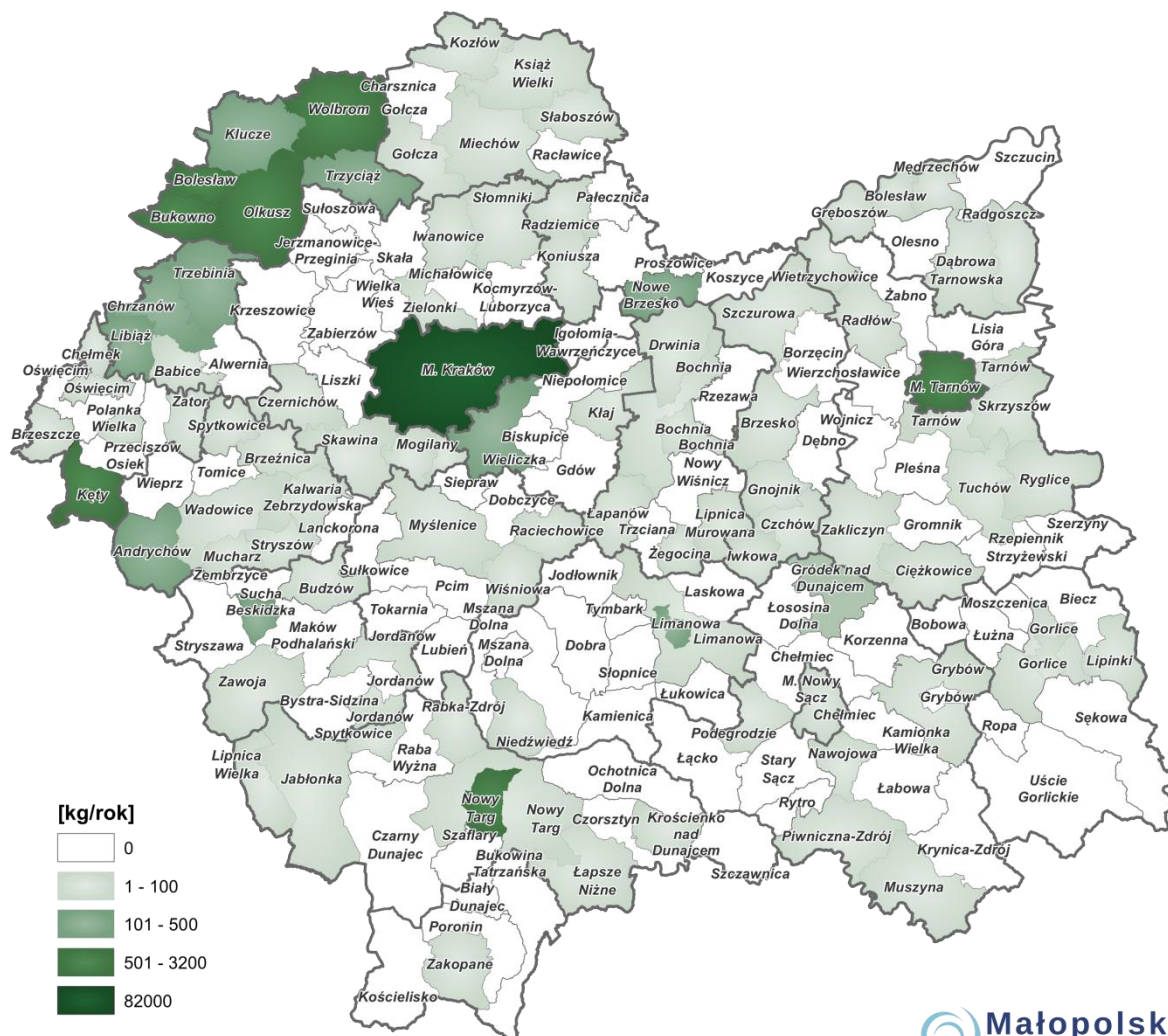 Kozłów
Książ
Wielki
Charsznica
Gołcza
Wolbrom
Słaboszów
Klucze
Miechów
Racławice
Gołcza
Szczucin
Mędrzechów
Bolesław
Trzyciąż
Bolesław
Słomniki
Pałecznica
Gręboszów
Radgoszcz
Bukowno
Olkusz
Sułoszowa
Iwanowice
Radziemice
Olesno
Jerzmanowice-
Przeginia
Skała
Koniusza
Proszowice
Koszyce
Wietrzychowice
Dąbrowa
Tarnowska
Trzebinia
Michałowice
Wielka
Wieś
Kocmyrzów-
Luborzyca
Nowe
Brzesko
Żabno
Chrzanów
Krzeszowice
Zielonki
Szczurowa
Radłów
Lisia
Góra
Libiąż
Zabierzów
Igołomia-
Wawrzeńczyce
Drwinia
Borzęcin
Chełmek
Oświęcim
Oświęcim
Babice
Alwernia
Liszki
M. Kraków
Bochnia
Wierzchosławice
Tarnów
M. Tarnów
Niepołomice
Polanka
Wielka
Zator
Czernichów
Kłaj
Rzezawa
Skrzyszów
Brzeszcze
Przeciszów
Osiek
Spytkowice
Skawina
Mogilany
Biskupice
Wieliczka
Bochnia
Bochnia
Brzesko
Wojnicz
Dębno
Tarnów
Kęty
Wieprz
Tomice
Brzeźnica
Siepraw
Gdów
Nowy
Wiśnicz
Pleśna
Tuchów
Ryglice
Wadowice
Kalwaria
Zebrzydowska
Lanckorona
Myślenice
Dobczyce
Raciechowice
Łapanów
Trzciana
Lipnica
Murowana
Gnojnik
Czchów
Zakliczyn
Gromnik
Szerzyny
Rzepiennik
Strzyżewski
Andrychów
Mucharz
Stryszów
Żegocina
Iwkowa
Zembrzyce
Sucha
Beskidzka
Budzów
Sułkowice
Pcim
Wiśniowa
Jodłownik
Laskowa
Gródek nad
Dunajcem
Ciężkowice
Stryszawa
Maków
Podhalański
Tokarnia
Mszana
Dolna
Tymbark
Limanowa
Limanowa
Łososina
Dolna
Korzenna
Bobowa
Moszczenica
Łużna
Biecz
Gorlice
Jordanów
Lubień
Mszana
Dolna
Dobra
Słopnice
Chełmiec
M. Nowy
Sącz
Chełmiec
Grybów
Grybów
Gorlice
Lipinki
Zawoja
Jordanów
Bystra-Sidzina
Jordanów
Spytkowice
Rabka-Zdrój
Niedźwiedź
Kamienica
Łukowica
Podegrodzie
Kamionka
Wielka
Ropa
Sękowa
Lipnica
Wielka
Jabłonka
Raba
Wyżna
Ochotnica
Dolna
Łącko
Stary
Sącz
Nawojowa
Łabowa
Uście
Gorlickie
Rytro
Nowy
Targ
Szaflary
Nowy
Targ
Czorsztyn
Krościenko
nad
Dunajcem
Piwniczna-Zdrój
Krynica-Zdrój
Czarny
Dunajec
Bukowina
Tatrzańska
Łapsze
Niżne
Szczawnica
Muszyna
Biały
Dunajec
Poronin
Zakopane
Kościelisko
[kg/rok]
0
1 - 100
101 - 500
501 - 3200
82000
Małopolsk